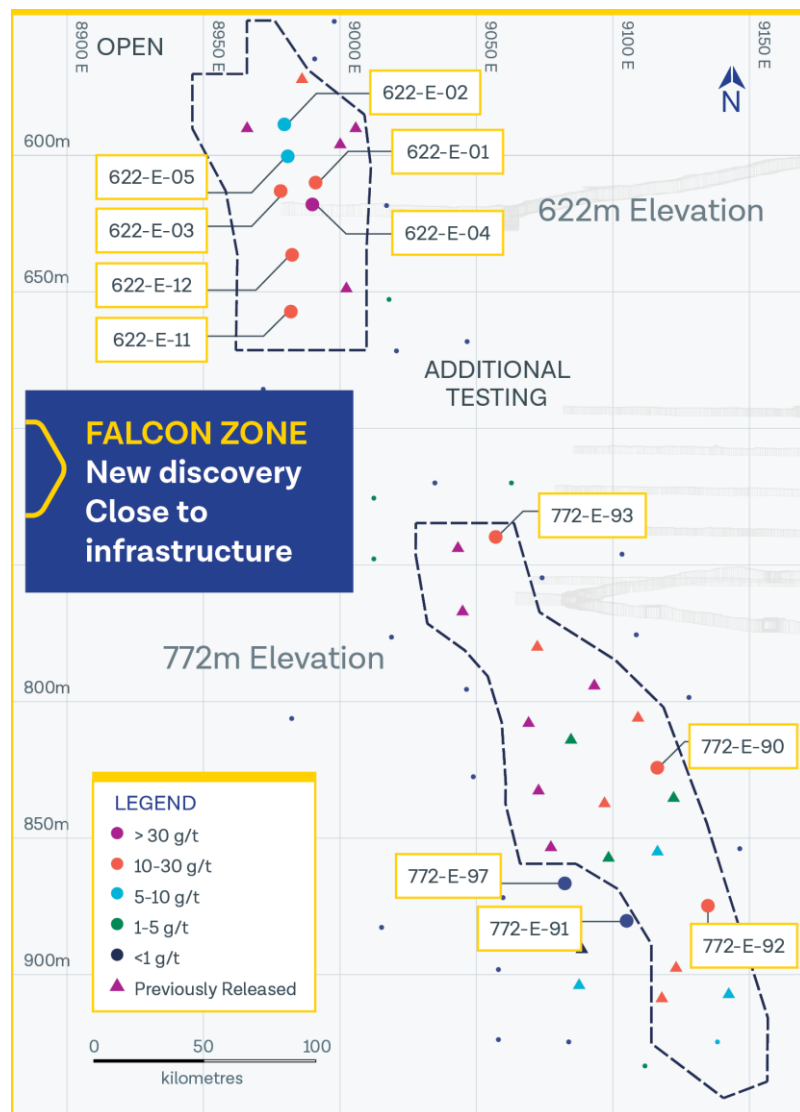 8900 E
8950 E
9000 E
9050 E
9100 E
9150 E
OPEN
N
622-E-02
600m
622-E-01
622-E-05
622m Elevation
622-E-03
622-E-04
622-E-12
650m
622-E-11
ADDITIONAL
TESTING
FALCON ZONE
New discovery
Close to
infrastructure
772-E-93
772m Elevation
800m
772-E-90
850m
772-E-97
772-E-91
772-E-92
900m
LEGEND
> 30 g/t
10-30 g/t
5-10 g/t
1-5 g/t
<1 g/t
Previously Released
0 50 100
kilometres